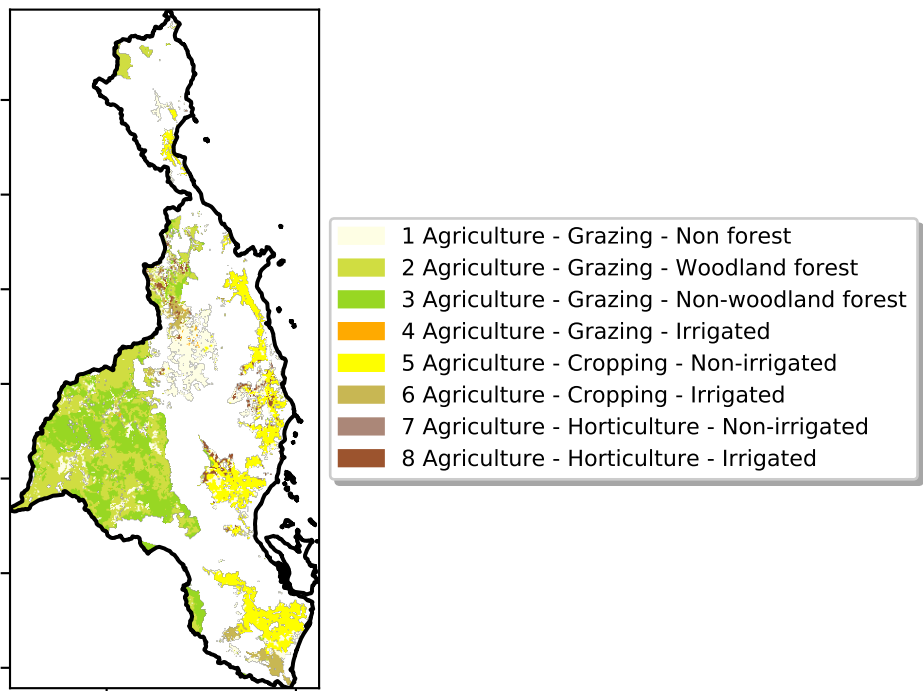 1 Agriculture - Grazing - Non forest
2 Agriculture - Grazing - Woodland forest
3 Agriculture - Grazing - Non-woodland forest
4 Agriculture - Grazing - Irrigated
5 Agriculture - Cropping - Non-irrigated
6 Agriculture - Cropping - Irrigated
7 Agriculture - Horticulture - Non-irrigated
8 Agriculture - Horticulture - Irrigated